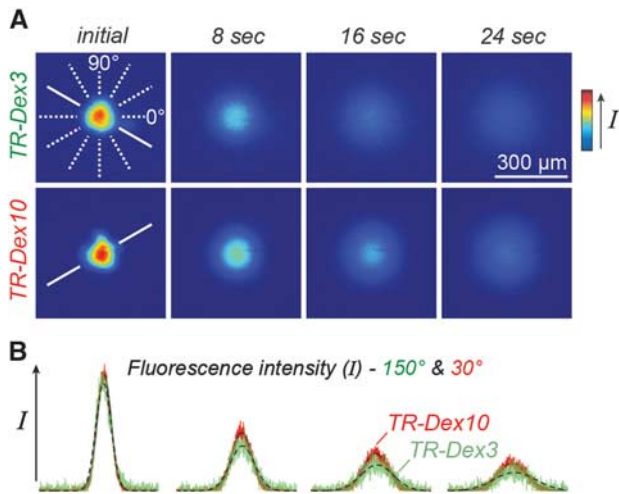 A
initial 8 sec 16 sec 24 sec
TR-Dex3
90°
0°
I
300 µm
TR-Dex10
B
Fluorescence intensity (I) - 150° & 30°
I
TR-Dex10
TR-Dex3